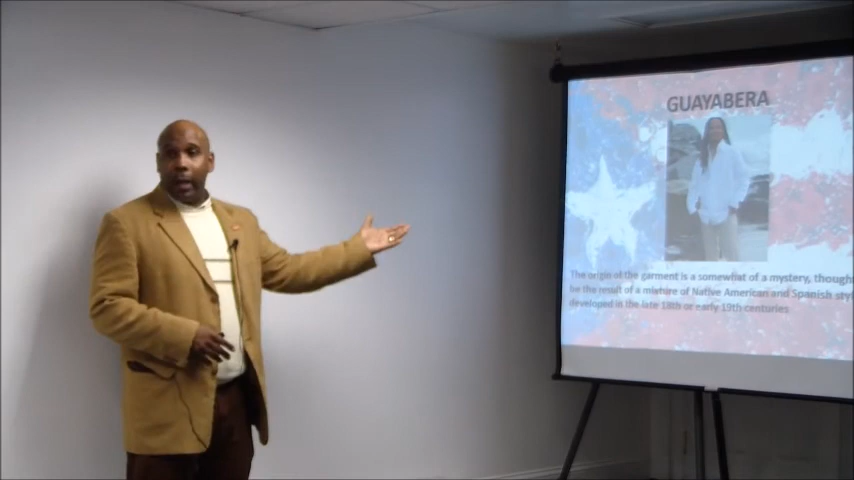 GUAYABERA
The origin of the garment is a somewhat of a mystery, though
be the result of a mixture of Native American and Spanish styl
developed in the late 18th or early 19th centuries